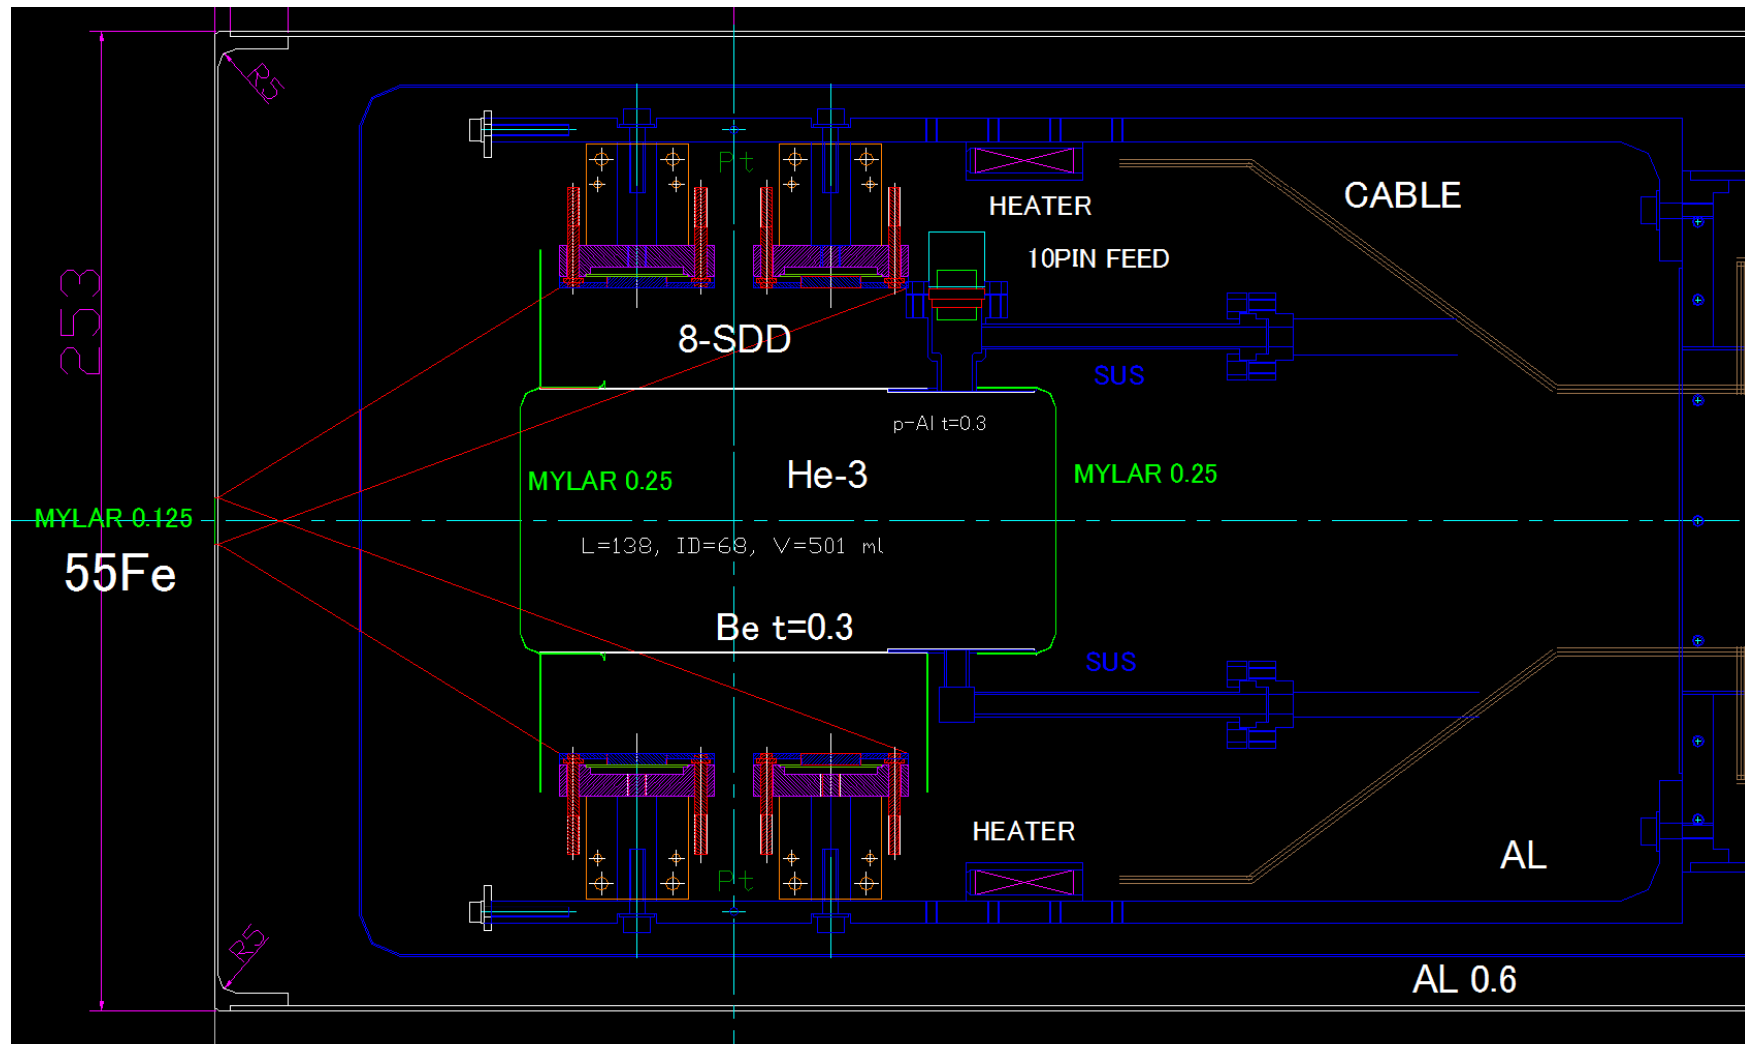 R5
Pt
CABLE
HEATER
10PIN FEED
253
8-SDD
SUS
p-Al t=0.3
He-3
MYLAR 0.25
MYLAR 0.25
MYLAR 0.125
L=138, ID=68, V=501 ml
55Fe
Be t=0.3
SUS
HEATER
AL
Pt
R5
AL 0.6